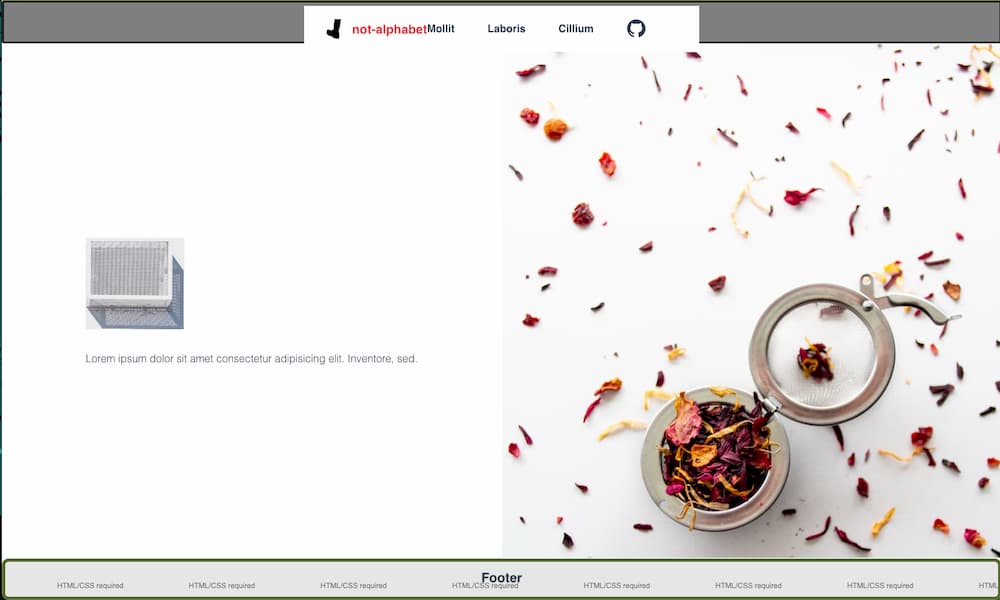 not-alphabet Mollit Laboris Cillium
Lorem ipsum dolor sit amet consectetur adipisicing elit. Inventore, sed.
Footer
HTML/CSS required HTML/CSS required HTML/CSS required HTML/CSS required HTML/CSS required HTML/CSS required HTML/CSS required HTML